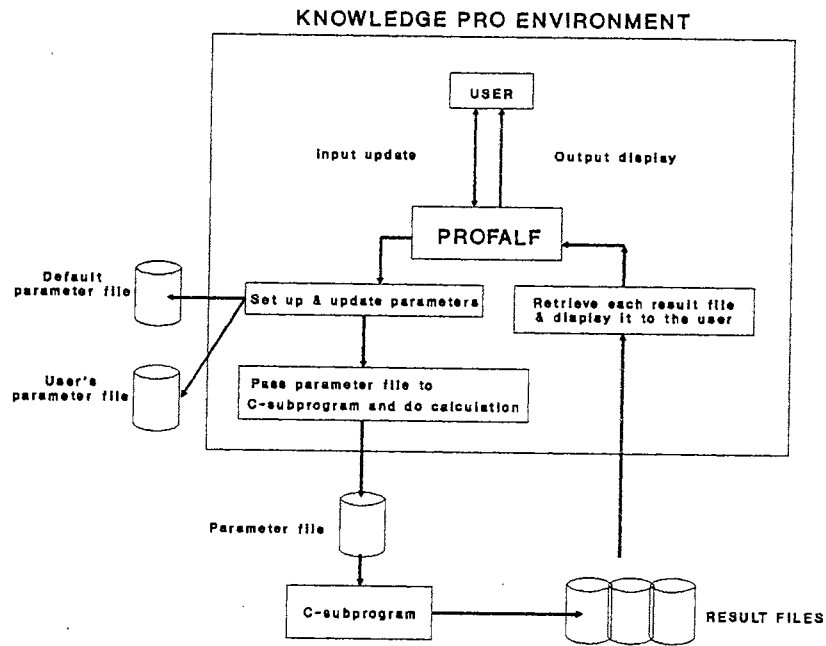 KNOWLEDGE PRO ENVIRONMENT
USER
Input update
Output display
PROFALF
Default
parameter file
Set up & update parameters
Retrieve each result file
& display it to the user
User's
parameter file
Pass parameter file to
C-subprogram and do calculation
Parameter file
C-subprogram
RESULT FILES